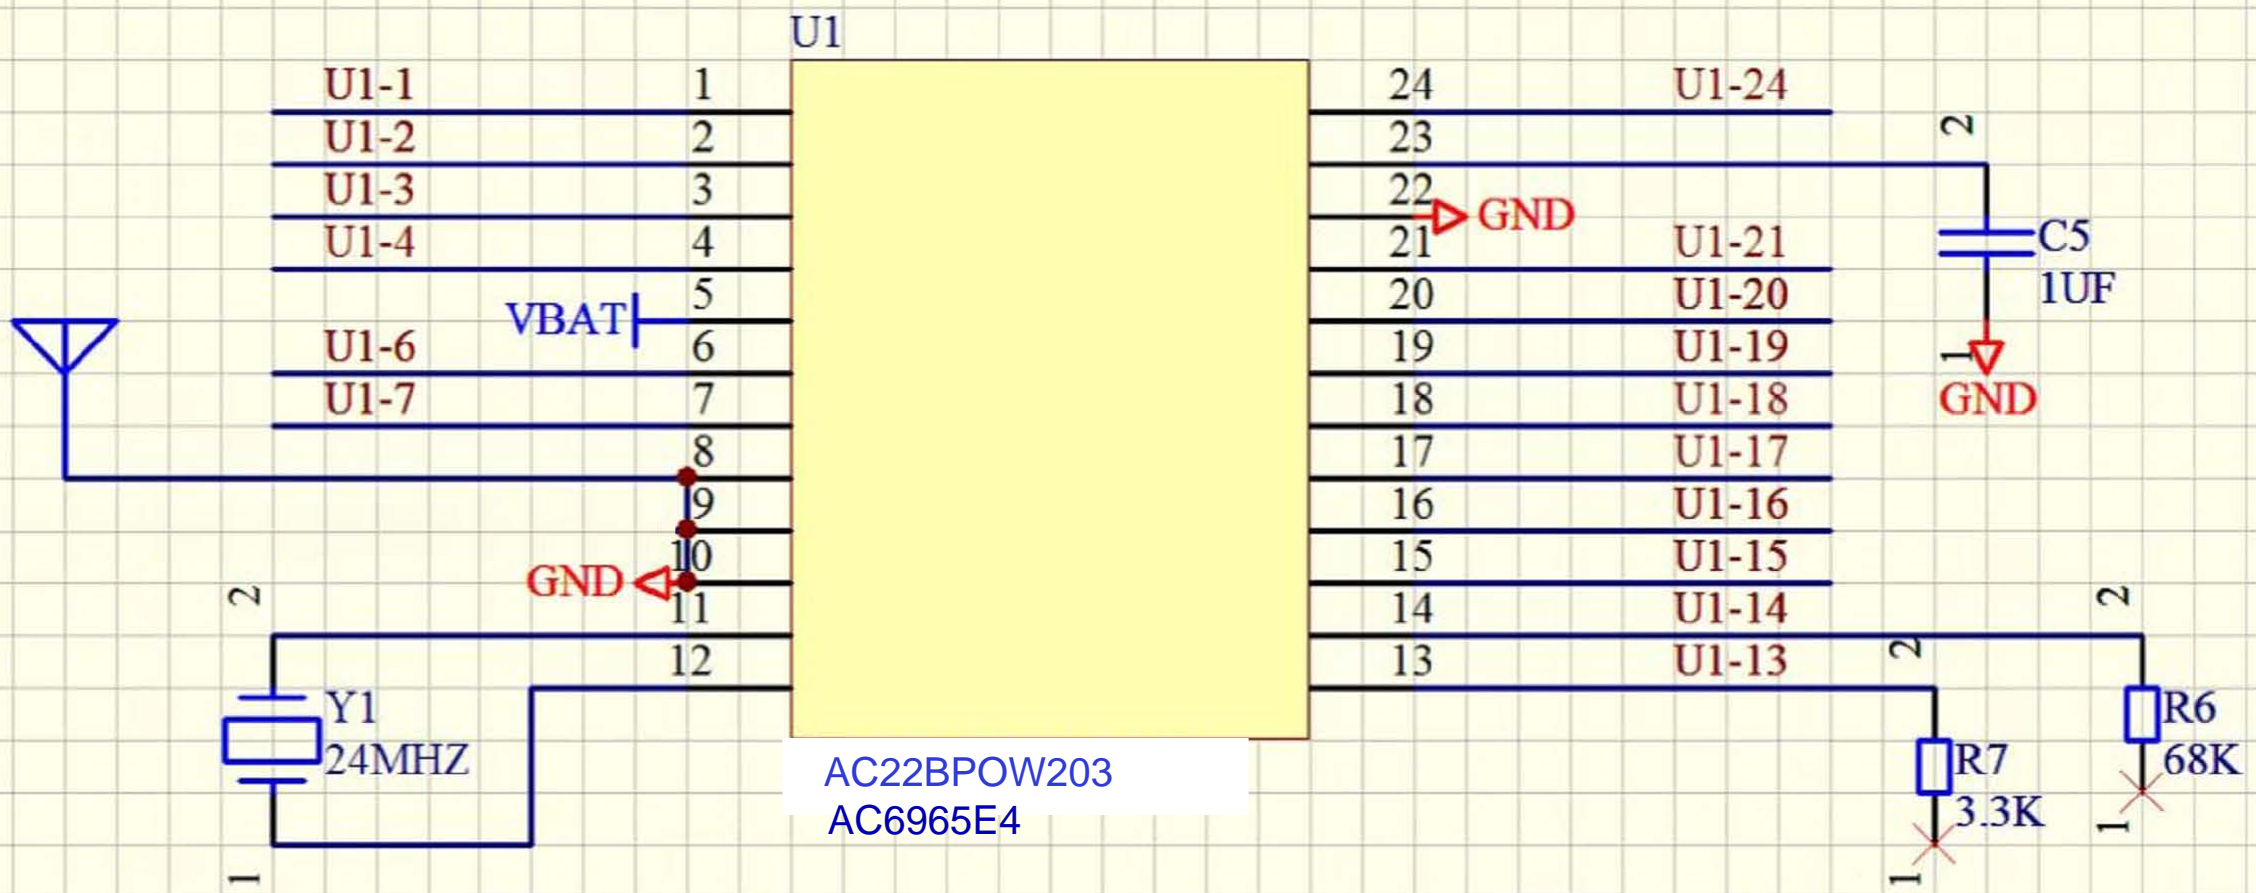 U1
U1-1 1
U1-2 2
U1-3 3
U1-4 4
VBAT 5
U1-6 6
U1-7 7
8
9
10
GND
11
12
2
Y1
24MHZ
1
24 U1-24
23
22 GND
21 U1-21
20 U1-20
19 U1-19
18 U1-18
17 U1-17
16 U1-16
15 U1-15
14 U1-14
13 U1-13
2
C5
1UF
1
GND
2
R6
68K
1
2
R7
3.3K
1
AC22BPOW203
AC6965E4